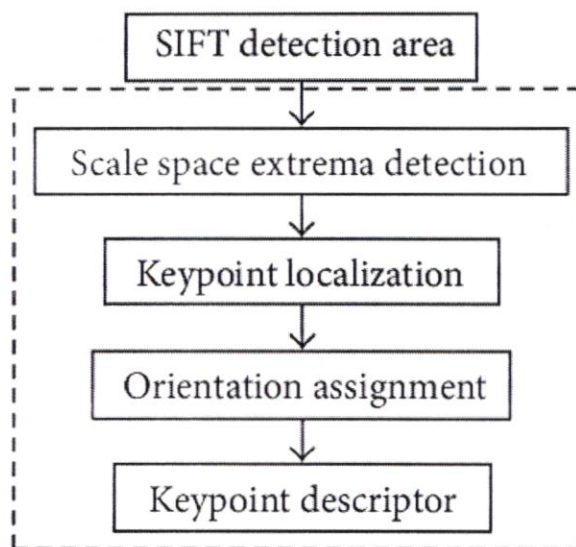 SIFT detection area
Scale space extrema detection
Keypoint localization
Orientation assignment
Keypoint descriptor